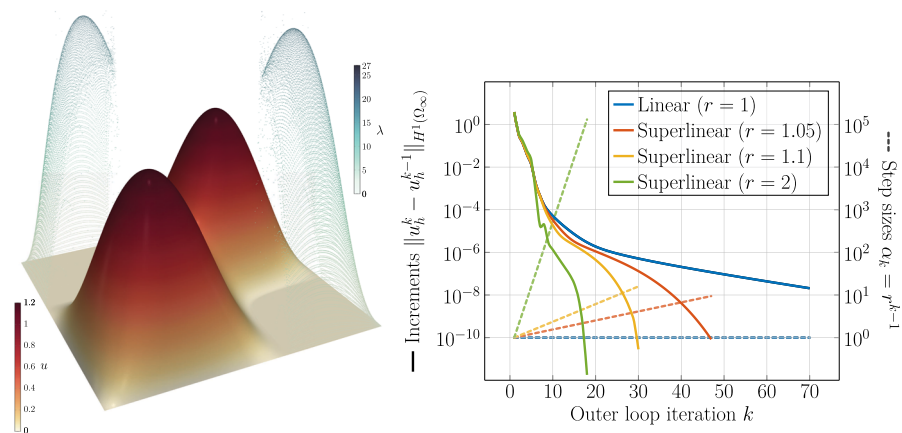 27
25
20
15
10
5
0
λ
1.2
1
0.8
0.6
0.4
0.2
0
u
Increments ||u_h^k − u_h^{k−1}||_{H^1(Ω_∞)}
10^0
10^{−2}
10^{−4}
10^{−6}
10^{−8}
10^{−10}
Linear (r = 1)
Superlinear (r = 1.05)
Superlinear (r = 1.1)
Superlinear (r = 2)
10^5
10^4
10^3
10^2
10^1
10^0
Step sizes α_k = r^{k−1}
0 10 20 30 40 50 60 70
Outer loop iteration k